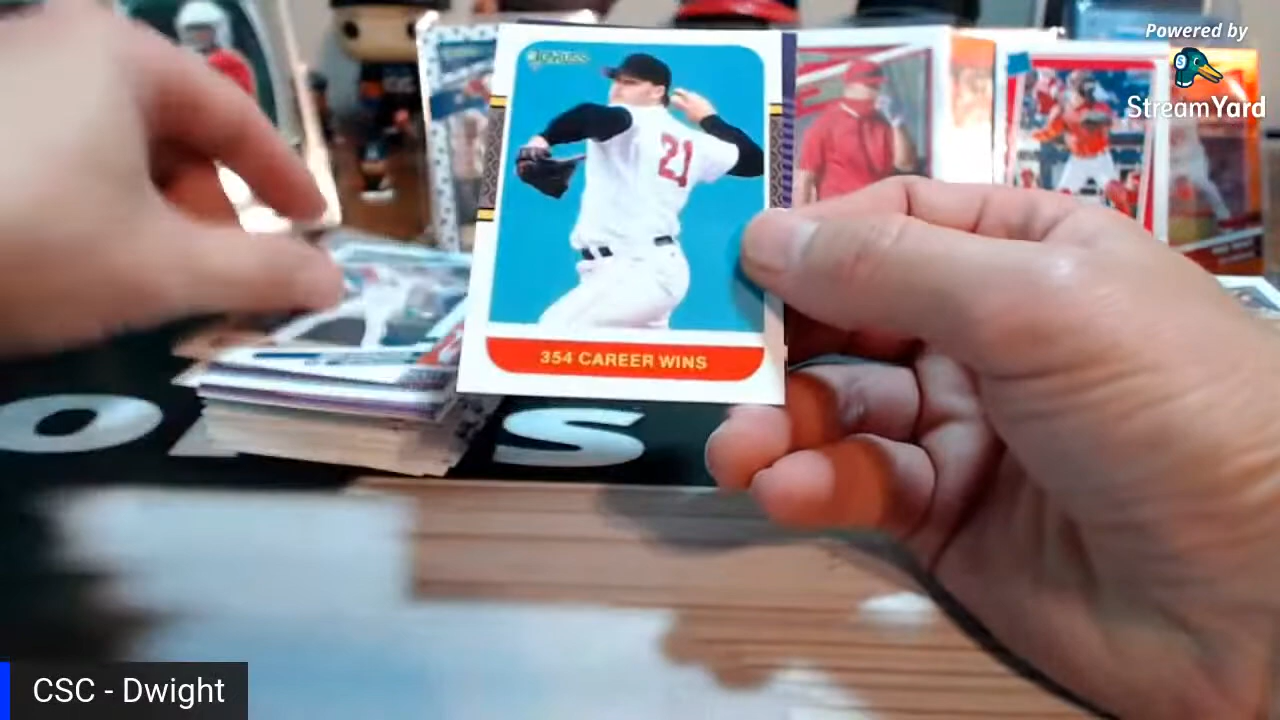 Powered by
StreamYard
Donruss
21
354 CAREER WINS
O
S
CSC - Dwight